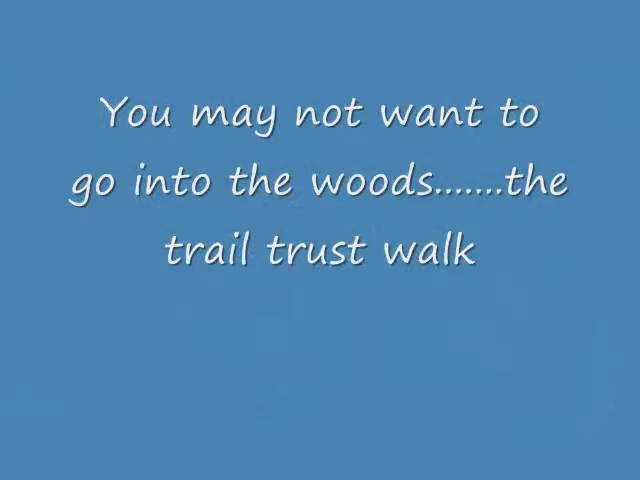 You may not want to
go into the woods.......the
trail trust walk